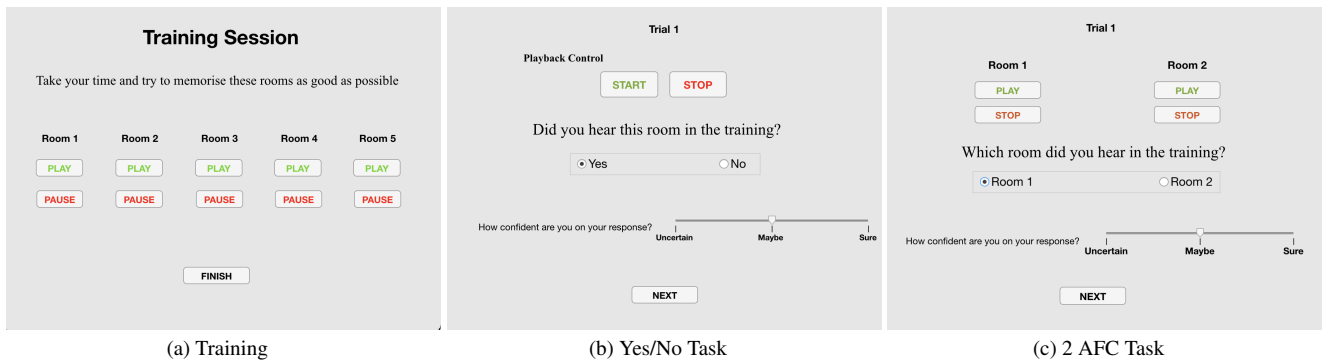 Training Session
Take your time and try to memorise these rooms as good as possible
Room 1 Room 2 Room 3 Room 4 Room 5
PLAY PLAY PLAY PLAY PLAY
PAUSE PAUSE PAUSE PAUSE PAUSE
FINISH
(a) Training
Trial 1
Playback Control
START STOP
Did you hear this room in the training?
Yes No
How confident are you on your response?
Uncertain Maybe Sure
NEXT
(b) Yes/No Task
Trial 1
Room 1 Room 2
PLAY PLAY
STOP STOP
Which room did you hear in the training?
Room 1 Room 2
How confident are you on your response?
Uncertain Maybe Sure
NEXT
(c) 2 AFC Task